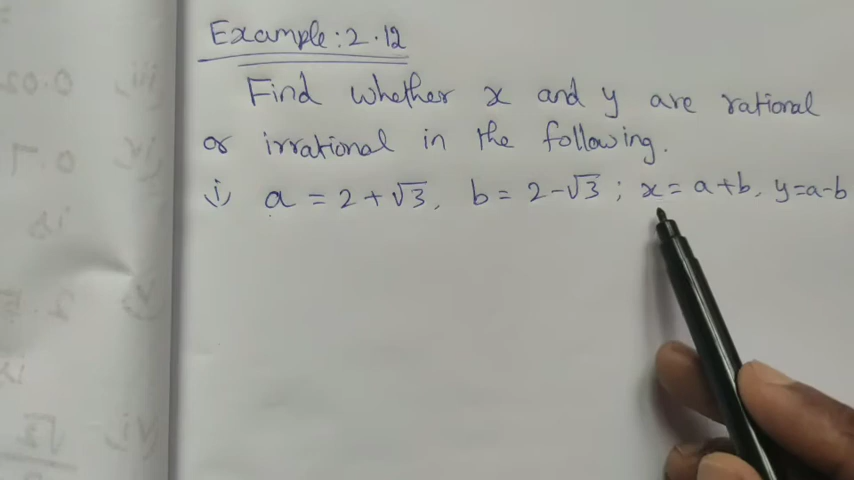 Example: 2.12
Find whether x and y are rational
or irrational in the following.
i) a = 2 + √3, b = 2 - √3 ; x = a + b, y = a - b